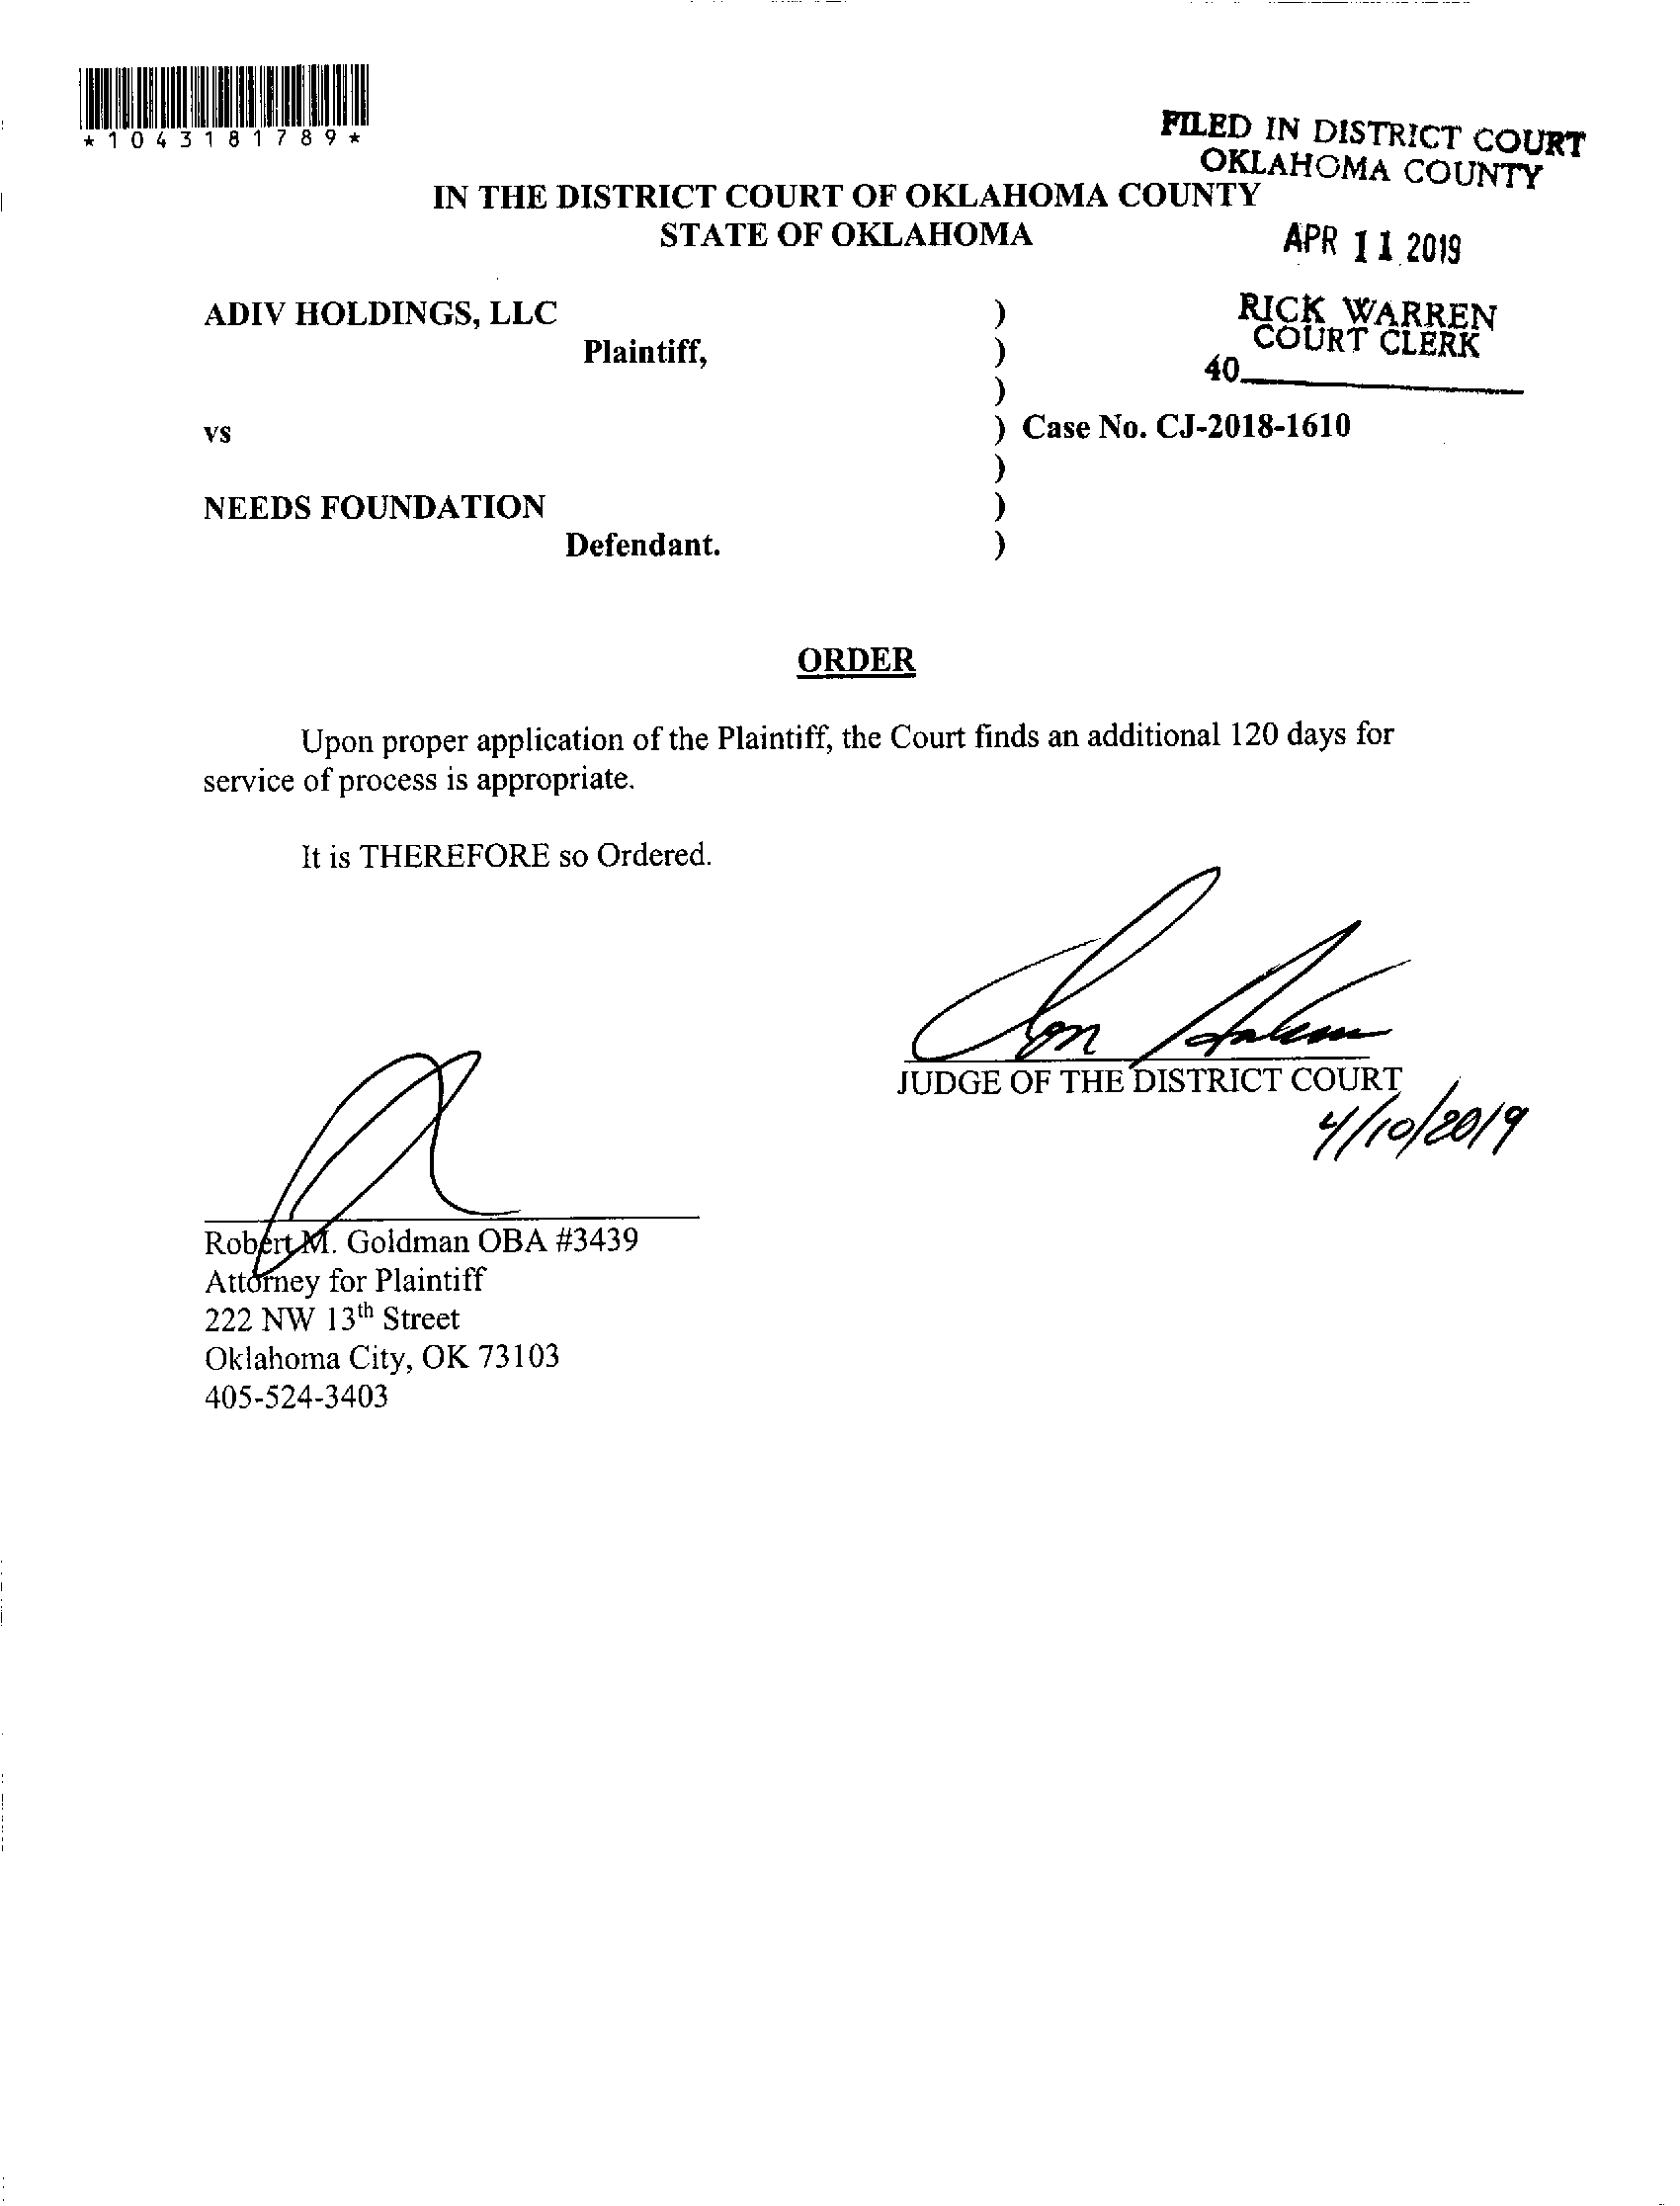 *1043181789*
FILED IN DISTRICT COURT
OKLAHOMA COUNTY
IN THE DISTRICT COURT OF OKLAHOMA COUNTY
STATE OF OKLAHOMA
APR 11 2019
RICK WARREN
COURT CLERK
40
ADIV HOLDINGS, LLC )
Plaintiff, )
)
vs ) Case No. CJ-2018-1610
)
NEEDS FOUNDATION )
Defendant. )
ORDER
Upon proper application of the Plaintiff, the Court finds an additional 120 days for
service of process is appropriate.
It is THEREFORE so Ordered.
JUDGE OF THE DISTRICT COURT
4/10/2019
Robert M. Goldman OBA #3439
Attorney for Plaintiff
222 NW 13th Street
Oklahoma City, OK 73103
405-524-3403